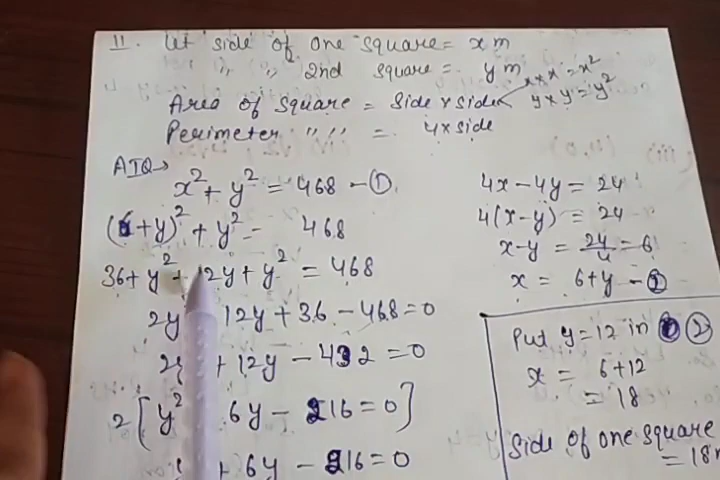 11. Let side of one square = x m
" " 2nd square = y m
Area of square = Side x side x×x = x²
y×y = y²
Perimeter " " = 4 x side
ATQ →
x² + y² = 468 - ①
(6+y)² + y² = 468
36 + y² + 12y + y² = 468
2y 12y + 36 - 468 = 0
2y + 12y - 432 = 0
2[y² 6y - 216 = 0]
+ 6y - 216 = 0
4x - 4y = 24
4(x-y) = 24
x-y = 24/4 = 6
x = 6+y - ②
Put y = 12 in ②
x = 6+12
= 18
Side of one square
= 18